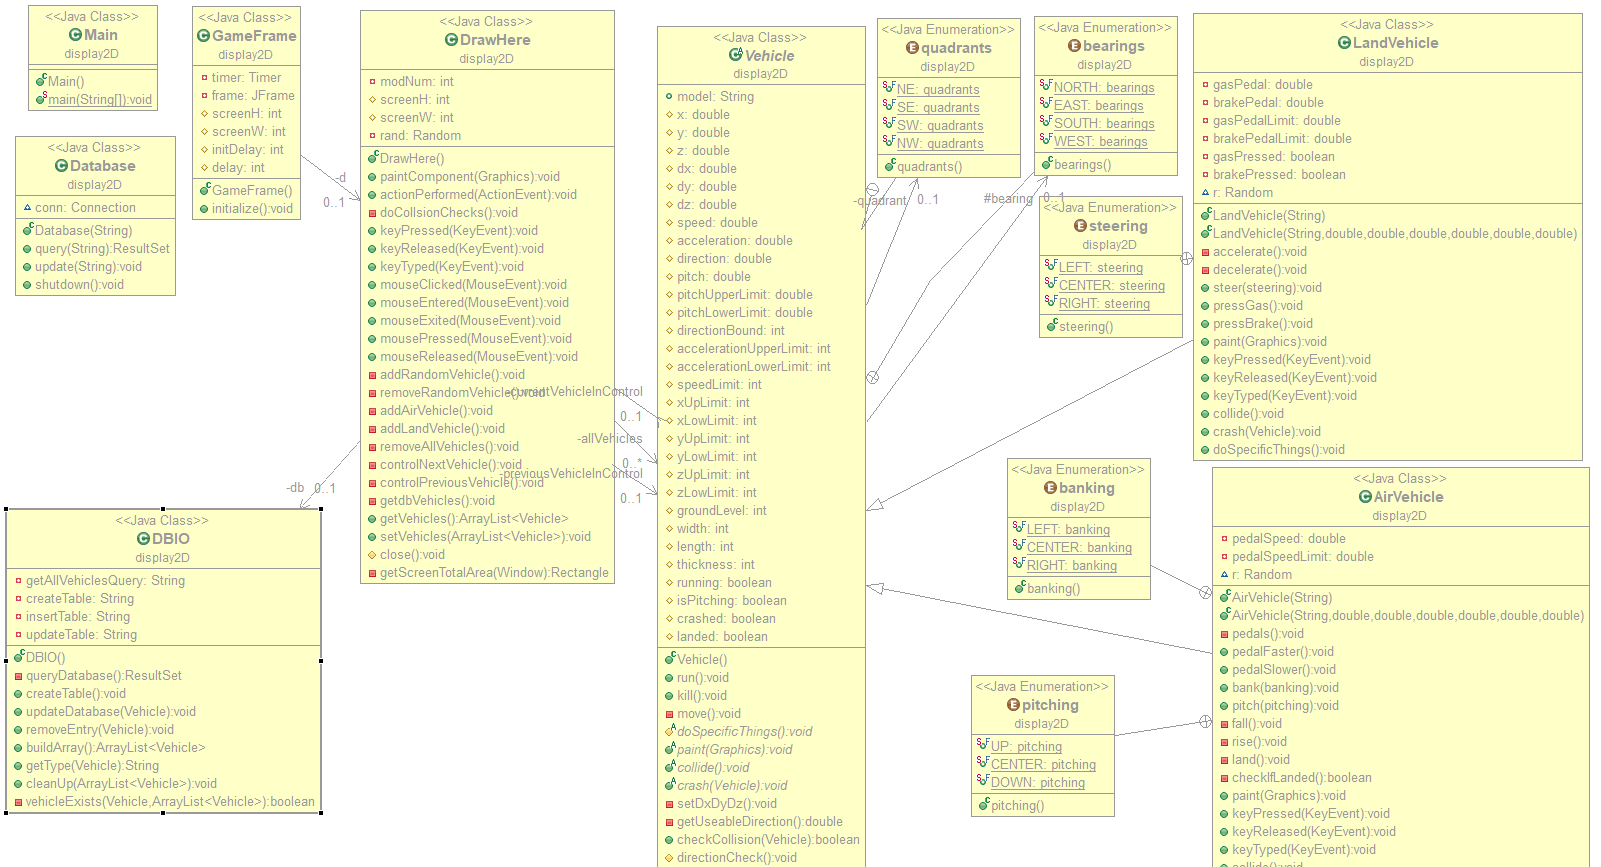 <<Java Class>>
Main
display2D
Main()
main(String[]):void
<<Java Class>>
Database
display2D
conn: Connection
Database(String)
query(String):ResultSet
update(String):void
shutdown():void
<<Java Class>>
GameFrame
display2D
timer: Timer
frame: JFrame
screenH: int
screenW: int
initDelay: int
delay: int
GameFrame()
initialize():void
-d
0..1
<<Java Class>>
DrawHere
display2D
modNum: int
screenH: int
screenW: int
rand: Random
DrawHere()
paintComponent(Graphics):void
actionPerformed(ActionEvent):void
doCollsionChecks():void
keyPressed(KeyEvent):void
keyReleased(KeyEvent):void
keyTyped(KeyEvent):void
mouseClicked(MouseEvent):void
mouseEntered(MouseEvent):void
mouseExited(MouseEvent):void
mousePressed(MouseEvent):void
mouseReleased(MouseEvent):void
addRandomVehicle():void
removeRandomVehicle():void
addAirVehicle():void
addLandVehicle():void
removeAllVehicles():void
controlNextVehicle():void
controlPreviousVehicle():void
getdbVehicles():void
getVehicles():ArrayList<Vehicle>
setVehicles(ArrayList<Vehicle>):void
close():void
getScreenTotalArea(Window):Rectangle
-currentVehicleInControl
0..1
-allVehicles
0..*
-previousVehicleInControl
0..1
-db
0..1
<<Java Class>>
DBIO
display2D
getAllVehiclesQuery: String
createTable: String
insertTable: String
updateTable: String
DBIO()
queryDatabase():ResultSet
createTable():void
updateDatabase(Vehicle):void
removeEntry(Vehicle):void
buildArray():ArrayList<Vehicle>
getType(Vehicle):String
cleanUp(ArrayList<Vehicle>):void
vehicleExists(Vehicle,ArrayList<Vehicle>):boolean
<<Java Class>>
Vehicle
display2D
model: String
x: double
y: double
z: double
dx: double
dy: double
dz: double
speed: double
acceleration: double
direction: double
pitch: double
pitchUpperLimit: double
pitchLowerLimit: double
directionBound: int
accelerationUpperLimit: int
accelerationLowerLimit: int
speedLimit: int
xUpLimit: int
xLowLimit: int
yUpLimit: int
yLowLimit: int
zUpLimit: int
zLowLimit: int
groundLevel: int
width: int
length: int
thickness: int
running: boolean
isPitching: boolean
crashed: boolean
landed: boolean
Vehicle()
run():void
kill():void
move():void
doSpecificThings():void
paint(Graphics):void
collide():void
crash(Vehicle):void
setDxDyDz():void
getUseableDirection():double
checkCollision(Vehicle):boolean
directionCheck():void
<<Java Enumeration>>
quadrants
display2D
NE: quadrants
SE: quadrants
SW: quadrants
NW: quadrants
quadrants()
-quadrant
0..1
<<Java Enumeration>>
bearings
display2D
NORTH: bearings
EAST: bearings
SOUTH: bearings
WEST: bearings
bearings()
#bearing
0..1
<<Java Enumeration>>
steering
display2D
LEFT: steering
CENTER: steering
RIGHT: steering
steering()
<<Java Class>>
LandVehicle
display2D
gasPedal: double
brakePedal: double
gasPedalLimit: double
brakePedalLimit: double
gasPressed: boolean
brakePressed: boolean
r: Random
LandVehicle(String)
LandVehicle(String,double,double,double,double,double,double)
accelerate():void
decelerate():void
steer(steering):void
pressGas():void
pressBrake():void
paint(Graphics):void
keyPressed(KeyEvent):void
keyReleased(KeyEvent):void
keyTyped(KeyEvent):void
collide():void
crash(Vehicle):void
doSpecificThings():void
<<Java Enumeration>>
banking
display2D
LEFT: banking
CENTER: banking
RIGHT: banking
banking()
<<Java Enumeration>>
pitching
display2D
UP: pitching
CENTER: pitching
DOWN: pitching
pitching()
<<Java Class>>
AirVehicle
display2D
pedalSpeed: double
pedalSpeedLimit: double
r: Random
AirVehicle(String)
AirVehicle(String,double,double,double,double,double,double)
pedals():void
pedalFaster():void
pedalSlower():void
bank(banking):void
pitch(pitching):void
fall():void
rise():void
land():void
checkIfLanded():boolean
paint(Graphics):void
keyPressed(KeyEvent):void
keyReleased(KeyEvent):void
keyTyped(KeyEvent):void